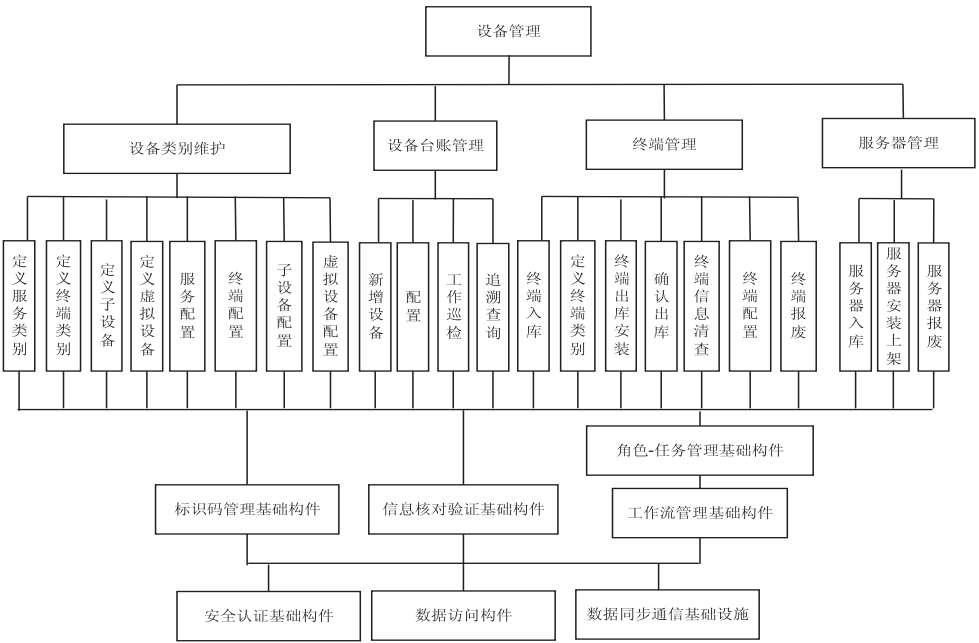 设备管理
设备类别维护
设备台账管理
终端管理
服务器管理
定义服务类别
定义终端类别
定义子设备
定义虚拟设备
服务配置
终端配置
子设备配置
虚拟设备配置
新增设备
配置
工作巡检
追溯查询
终端入库
定义终端类别
终端出库安装
确认出库
终端信息清查
终端配置
终端报废
服务器入库
服务器安装上架
服务器报废
角色-任务管理基础构件
标识码管理基础构件
信息核对验证基础构件
工作流管理基础构件
安全认证基础构件
数据访问构件
数据同步通信基础设施